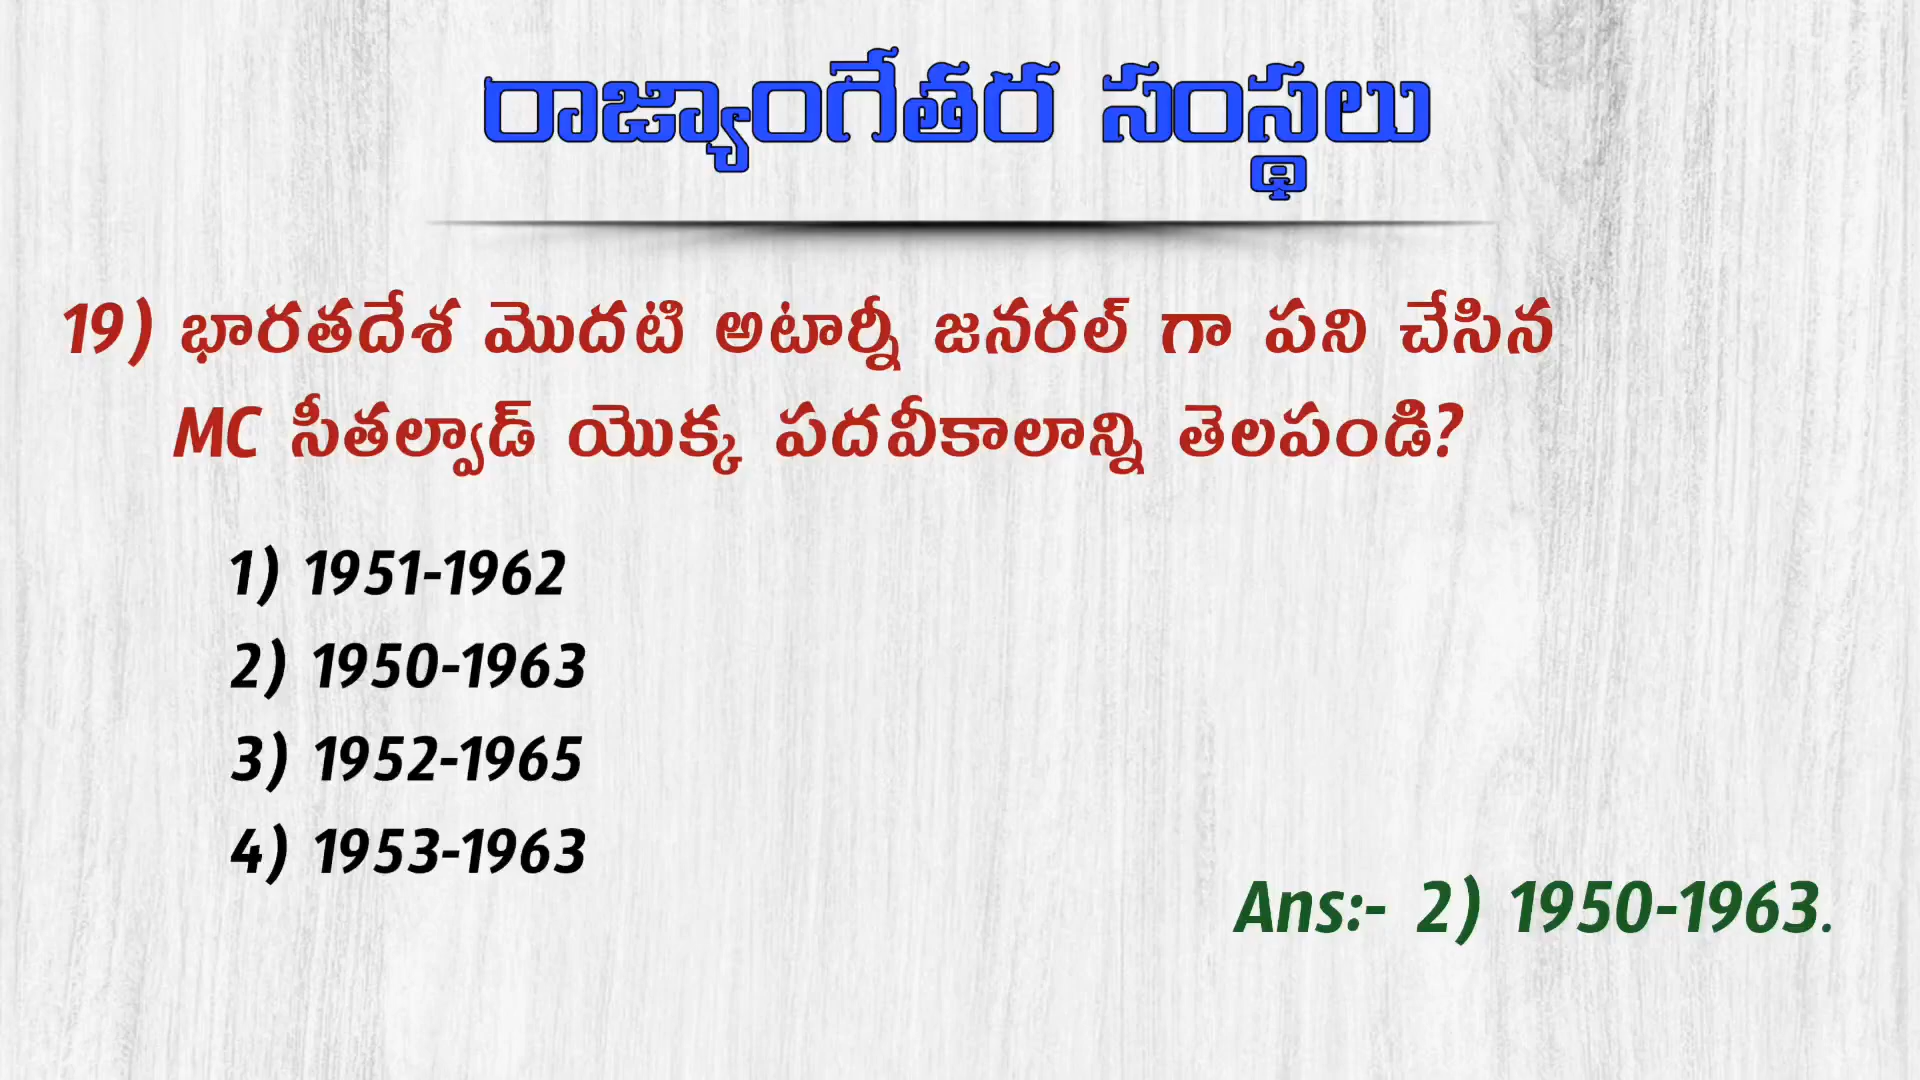 రాజ్యాంగేతర సంస్థలు
19) భారతదేశ మొదటి అటార్నీ జనరల్ గా పని చేసిన
MC సీతల్వాడ్ యొక్క పదవీకాలాన్ని తెలపండి?
1) 1951-1962
2) 1950-1963
3) 1952-1965
4) 1953-1963
Ans:- 2) 1950-1963.